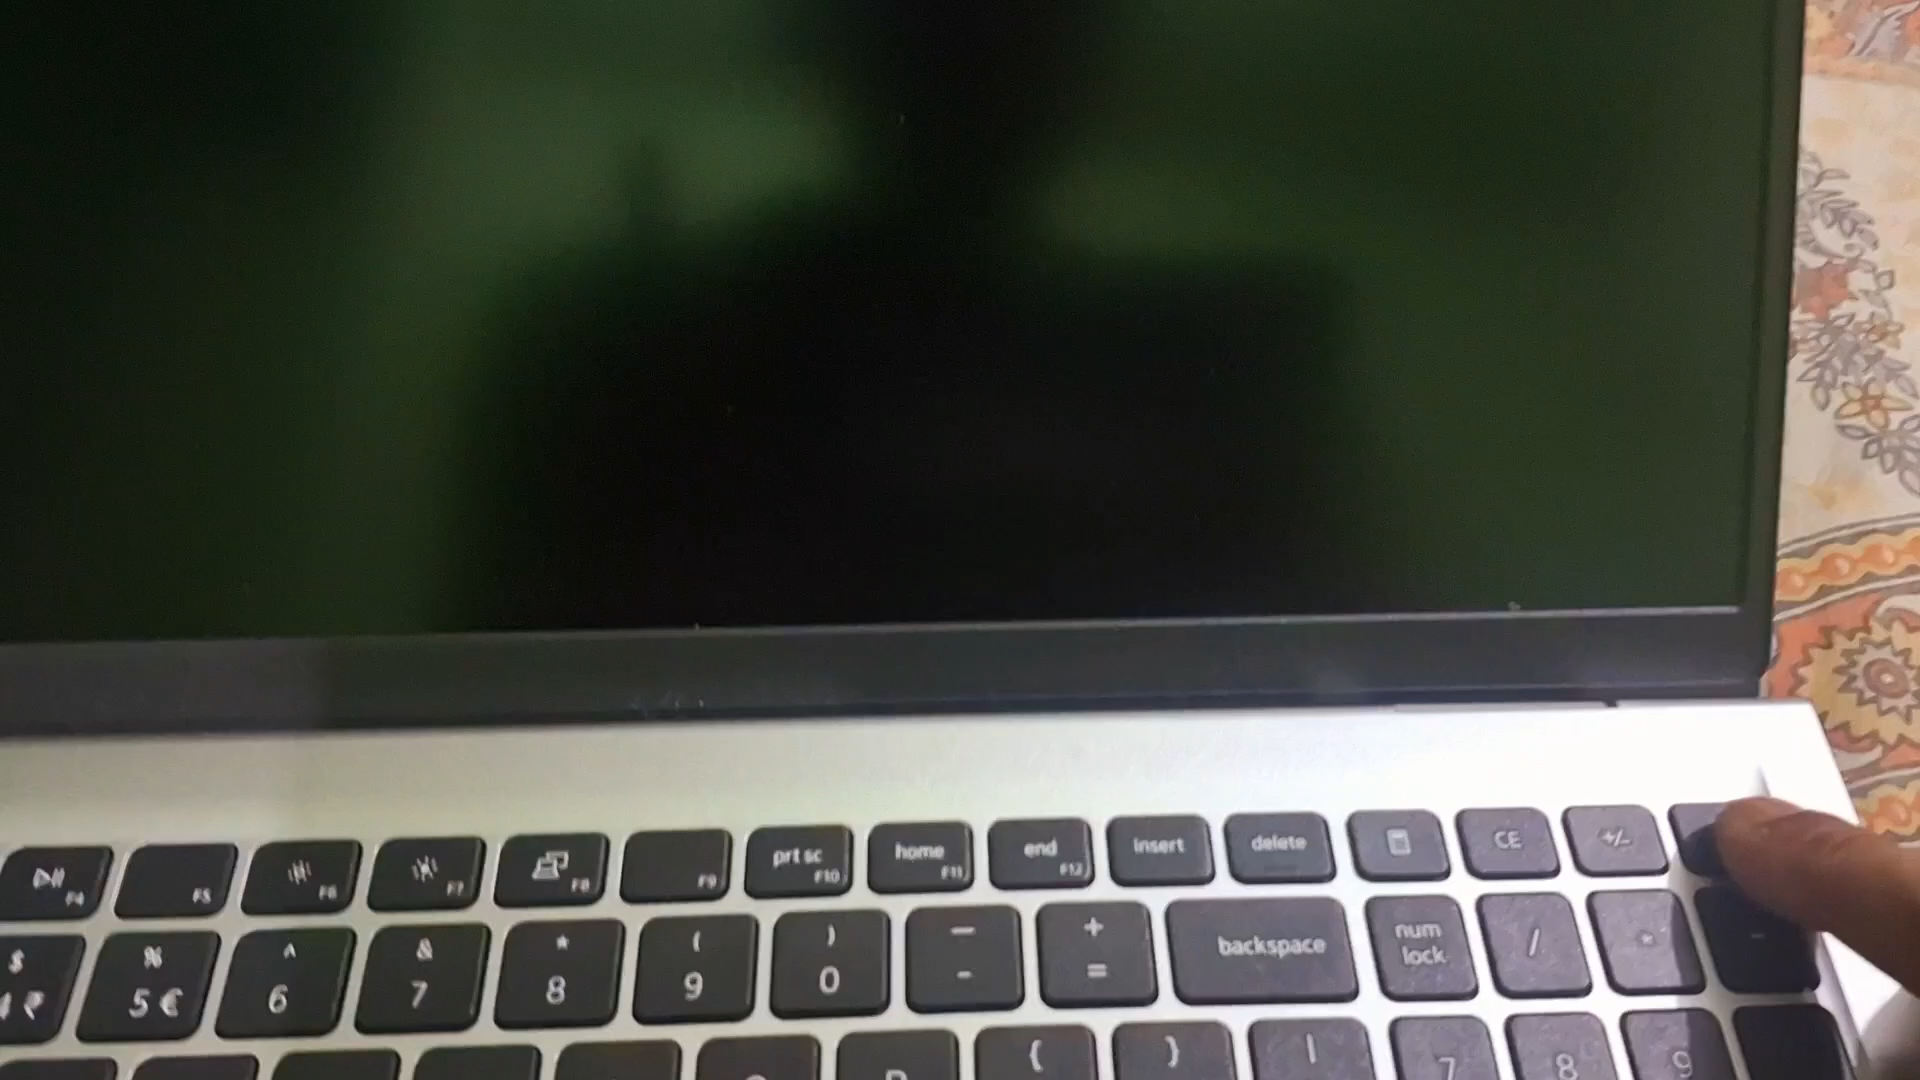 F4 F5 F6 F7 F8 F9 prt sc F10 home F11 end F12 insert delete CE +/-
$ % ^ & * ( ) — + backspace num lock / * -
4 ₹ 5 € 6 7 8 9 0 - =
{ } | 7 8 9